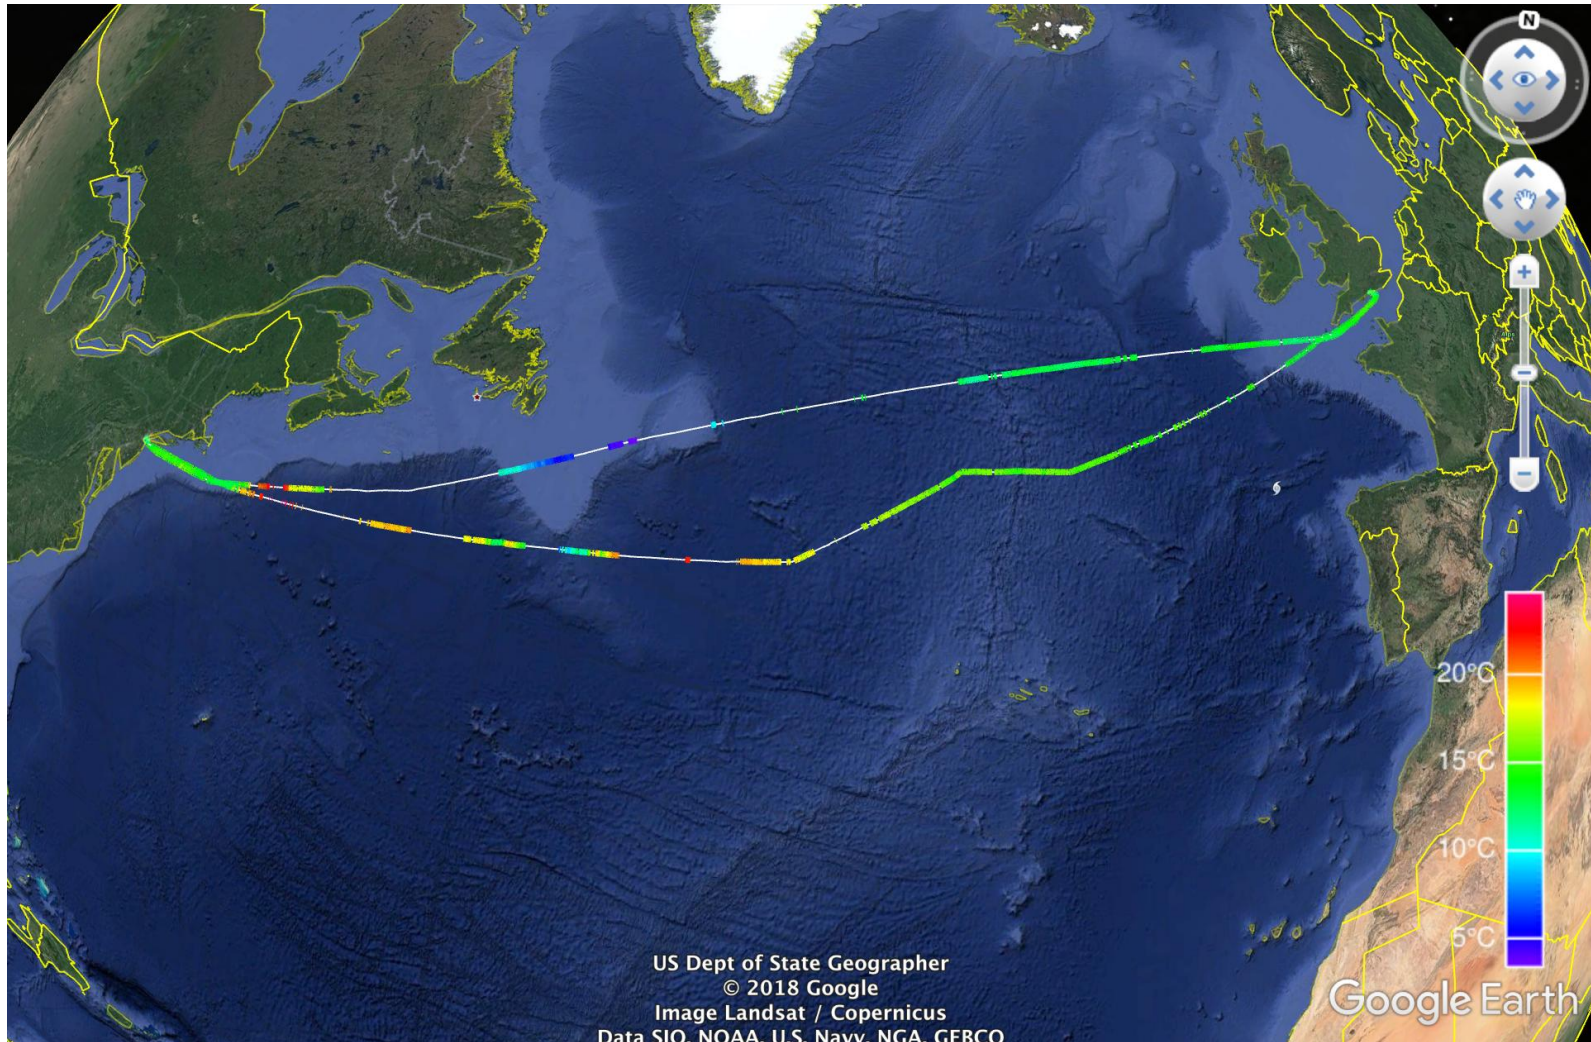 N
20°C
15°C
10°C
5°C
US Dept of State Geographer
© 2018 Google
Image Landsat / Copernicus
Data SIO, NOAA, U.S. Navy, NGA, GEBCO
Google Earth